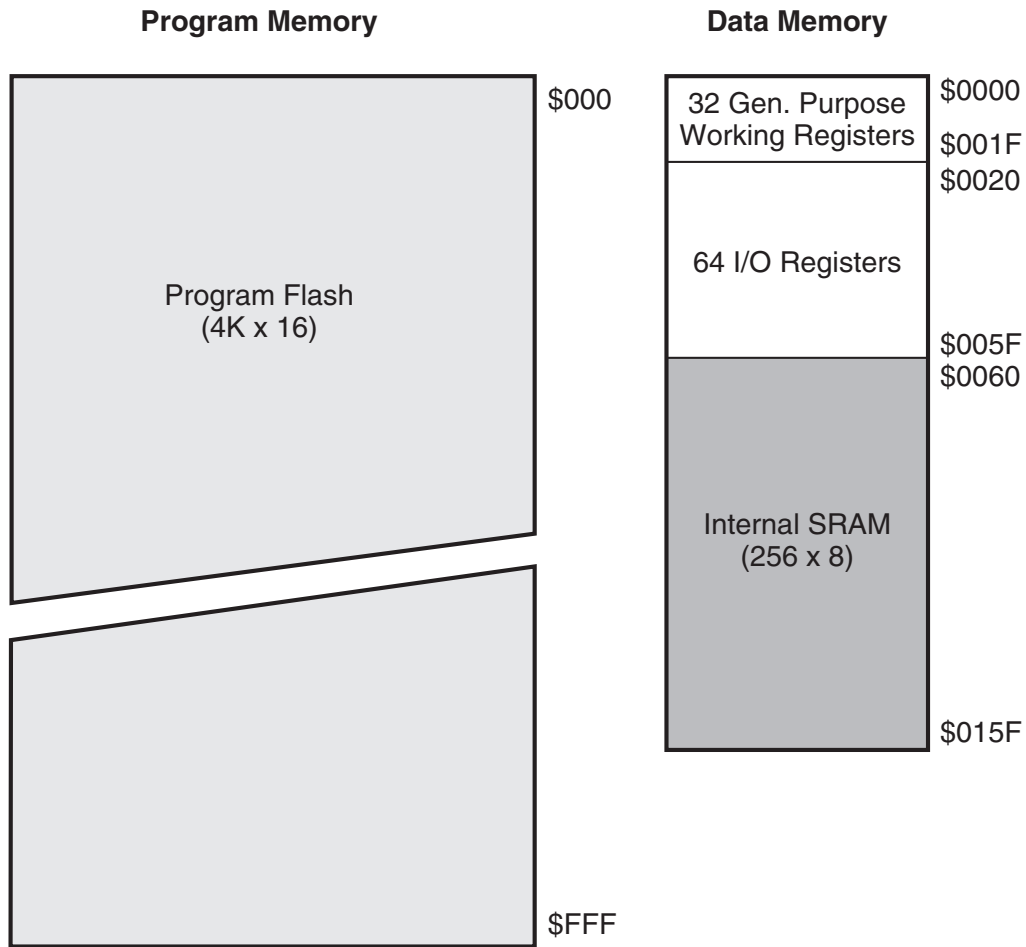 Program Memory
$000
Program Flash
(4K x 16)
$FFF
Data Memory
32 Gen. Purpose
Working Registers
$0000
$001F
$0020
64 I/O Registers
$005F
$0060
Internal SRAM
(256 x 8)
$015F